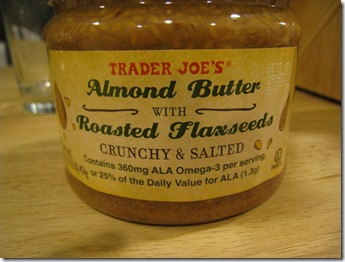 TRADER JOE'S®
Almond Butter
WITH
Roasted Flaxseeds
CRUNCHY & SALTED
Contains 360mg ALA Omega-3 per serving,
or 25% of the Daily Value for ALA (1.3g)